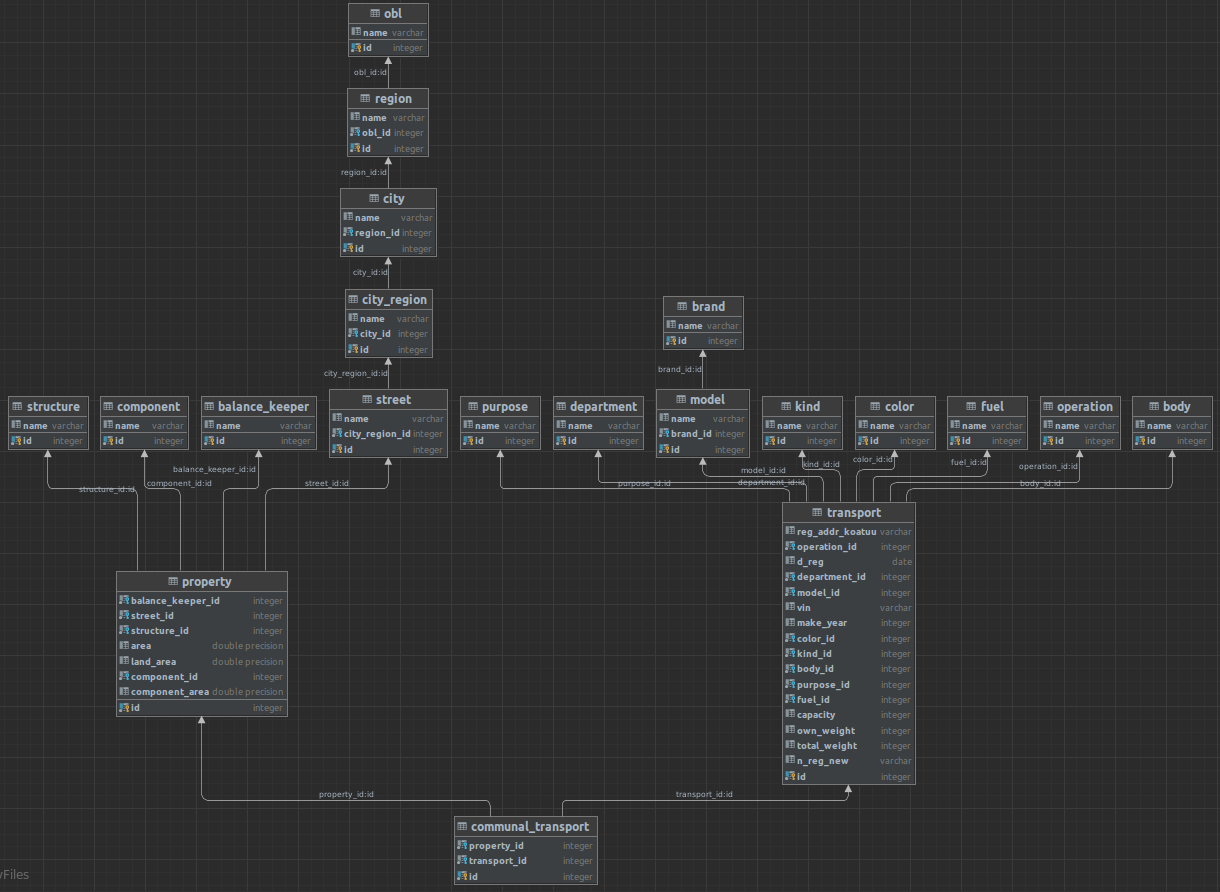 obl
name varchar
id integer
obl_id:id
region
name varchar
obl_id integer
id integer
region_id:id
city
name varchar
region_id integer
id integer
city_id:id
city_region
name varchar
city_id integer
id integer
city_region_id:id
brand
name varchar
id integer
brand_id:id
structure
name varchar
id integer
component
name varchar
id integer
balance_keeper
name varchar
id integer
street
name varchar
city_region_id integer
id integer
purpose
name varchar
id integer
department
name varchar
id integer
model
name varchar
brand_id integer
id integer
kind
name varchar
id integer
color
name varchar
id integer
fuel
name varchar
id integer
operation
name varchar
id integer
body
name varchar
id integer
structure_id:id
component_id:id
balance_keeper_id:id
street_id:id
purpose_id:id
department_id:id
model_id:id
kind_id:id
color_id:id
fuel_id:id
operation_id:id
body_id:id
property
balance_keeper_id integer
street_id integer
structure_id integer
area double precision
land_area double precision
component_id integer
component_area double precision
id integer
transport
reg_addr_koatuu varchar
operation_id integer
d_reg date
department_id integer
model_id integer
vin varchar
make_year integer
color_id integer
kind_id integer
body_id integer
purpose_id integer
fuel_id integer
capacity integer
own_weight integer
total_weight integer
n_reg_new varchar
id integer
property_id:id
transport_id:id
communal_transport
property_id integer
transport_id integer
id integer
yFiles